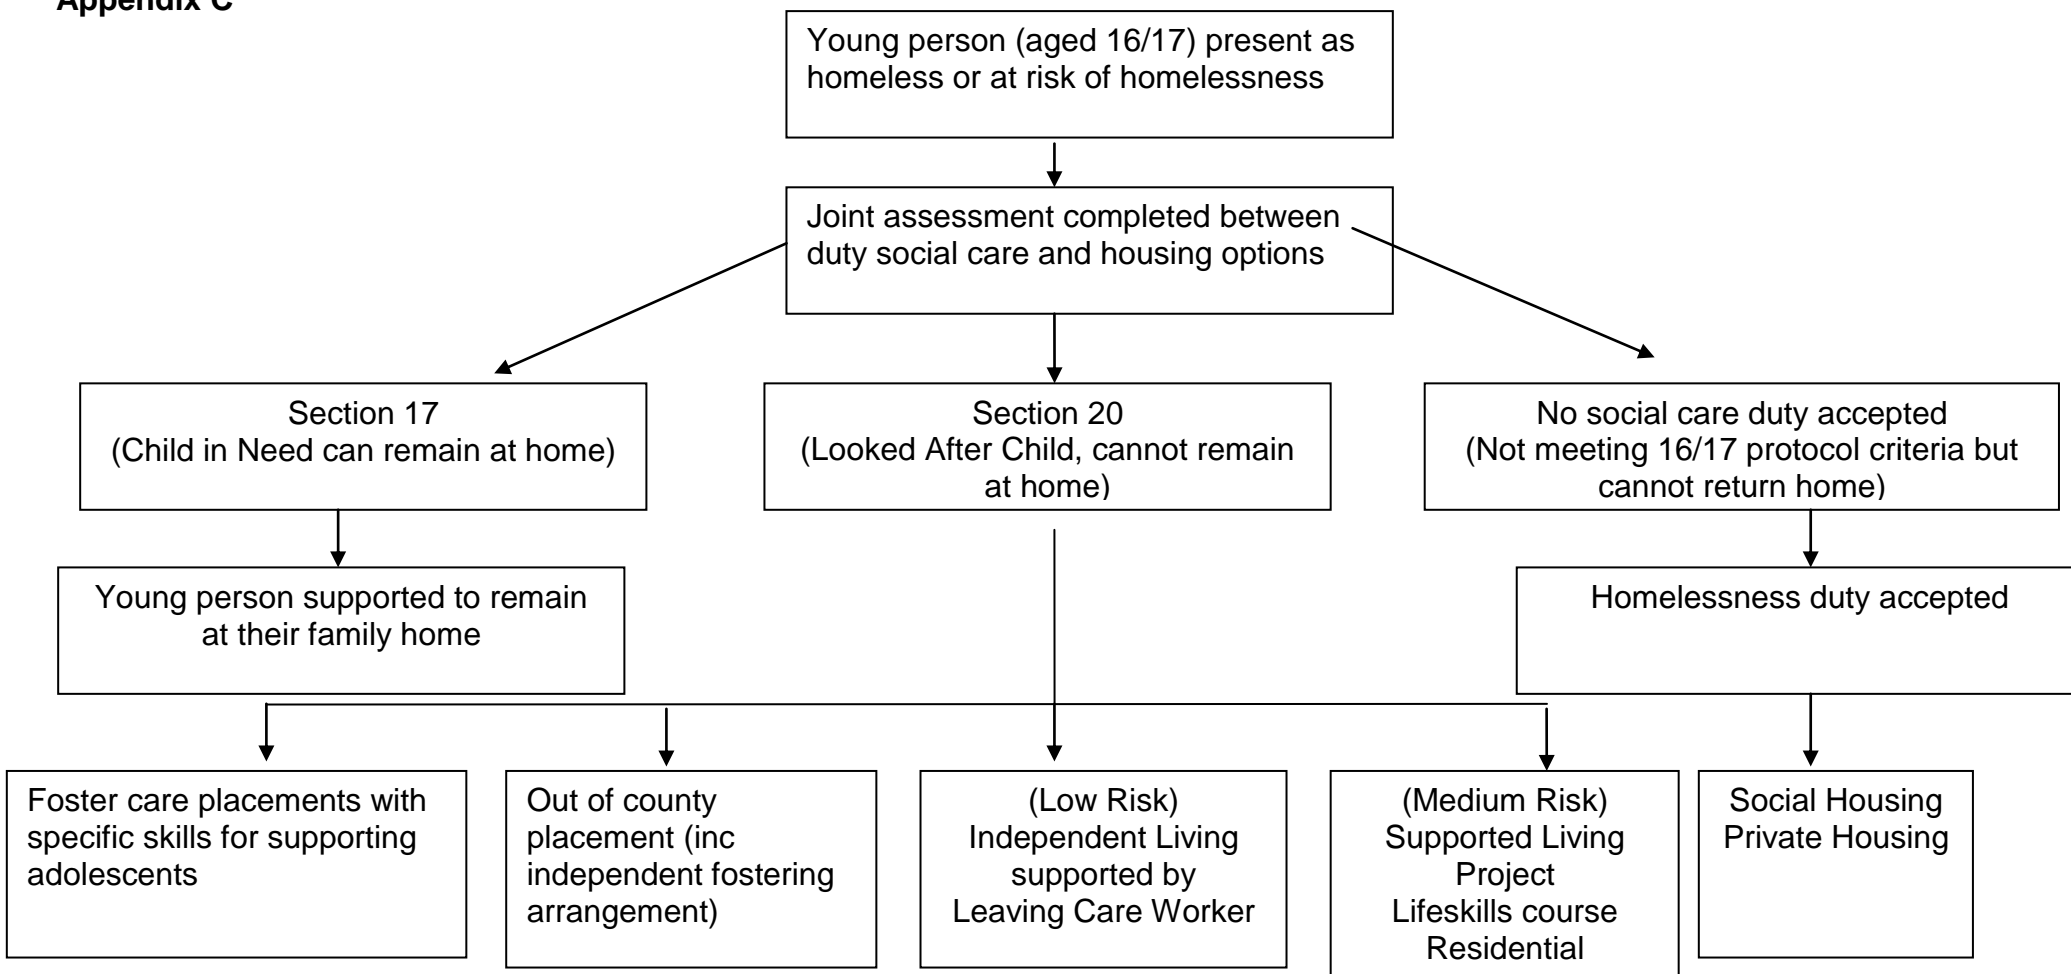 Appendix C
Young person (aged 16/17) present as
homeless or at risk of homelessness
Joint assessment completed between
duty social care and housing options
Section 17
(Child in Need can remain at home)
Section 20
(Looked After Child, cannot remain
at home)
No social care duty accepted
(Not meeting 16/17 protocol criteria but
cannot return home)
Young person supported to remain
at their family home
Homelessness duty accepted
Foster care placements with
specific skills for supporting
adolescents
Out of county
placement (inc
independent fostering
arrangement)
(Low Risk)
Independent Living
supported by
Leaving Care Worker
(Medium Risk)
Supported Living
Project
Lifeskills course
Residential
Social Housing
Private Housing